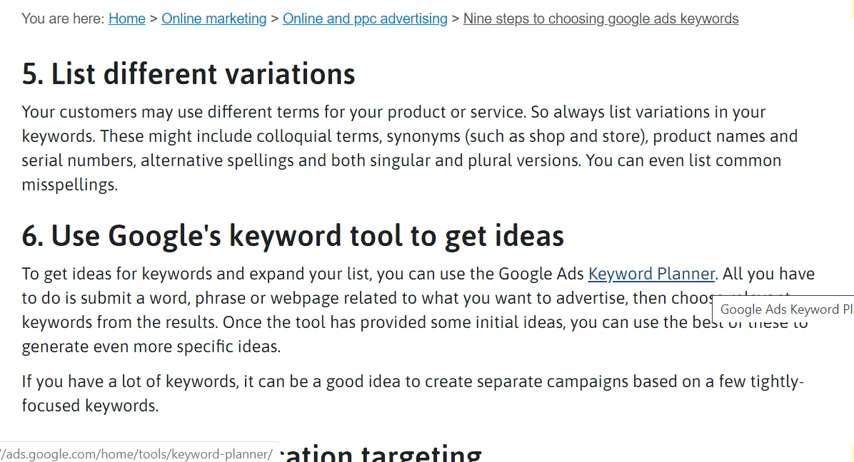 You are here: Home > Online marketing > Online and ppc advertising > Nine steps to choosing google ads keywords
5. List different variations
Your customers may use different terms for your product or service. So always list variations in your
keywords. These might include colloquial terms, synonyms (such as shop and store), product names and
serial numbers, alternative spellings and both singular and plural versions. You can even list common
misspellings.
6. Use Google's keyword tool to get ideas
To get ideas for keywords and expand your list, you can use the Google Ads Keyword Planner. All you have
to do is submit a word, phrase or webpage related to what you want to advertise, then
Google Ads Keyword Pl
keywords from the results. Once the tool has provided some initial ideas, you can use the best of these to
generate even more specific ideas.
If you have a lot of keywords, it can be a good idea to create separate campaigns based on a few tightly-
focused keywords.
/ads.google.com/home/tools/keyword-planner/
ation targeting